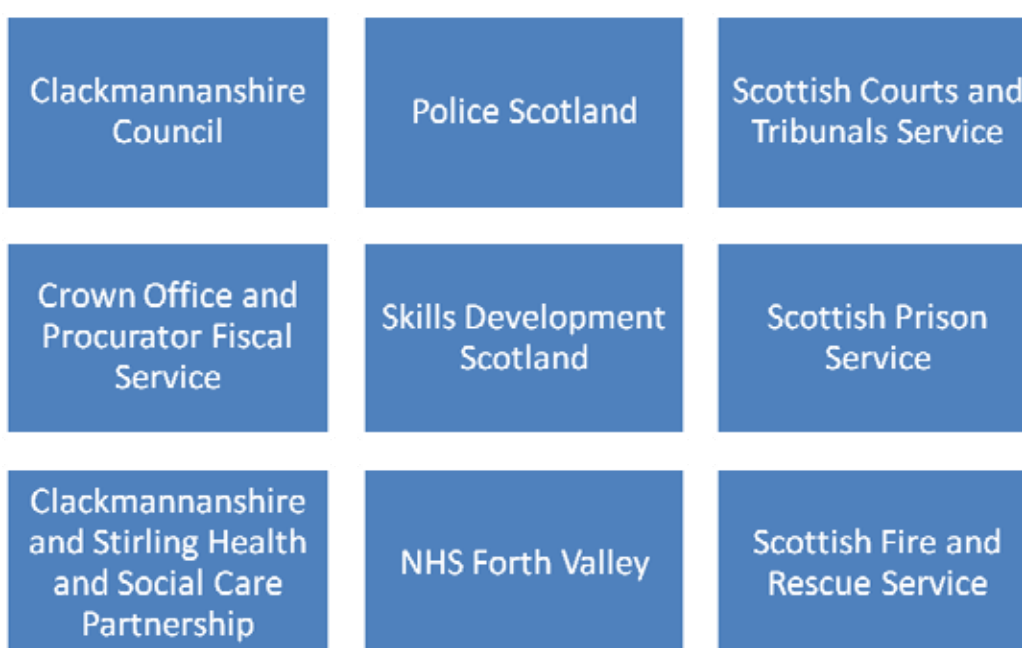 Clackmannanshire
Council
Police Scotland
Scottish Courts and
Tribunals Service
Crown Office and
Procurator Fiscal
Service
Skills Development
Scotland
Scottish Prison
Service
Clackmannanshire
and Stirling Health
and Social Care
Partnership
NHS Forth Valley
Scottish Fire and
Rescue Service